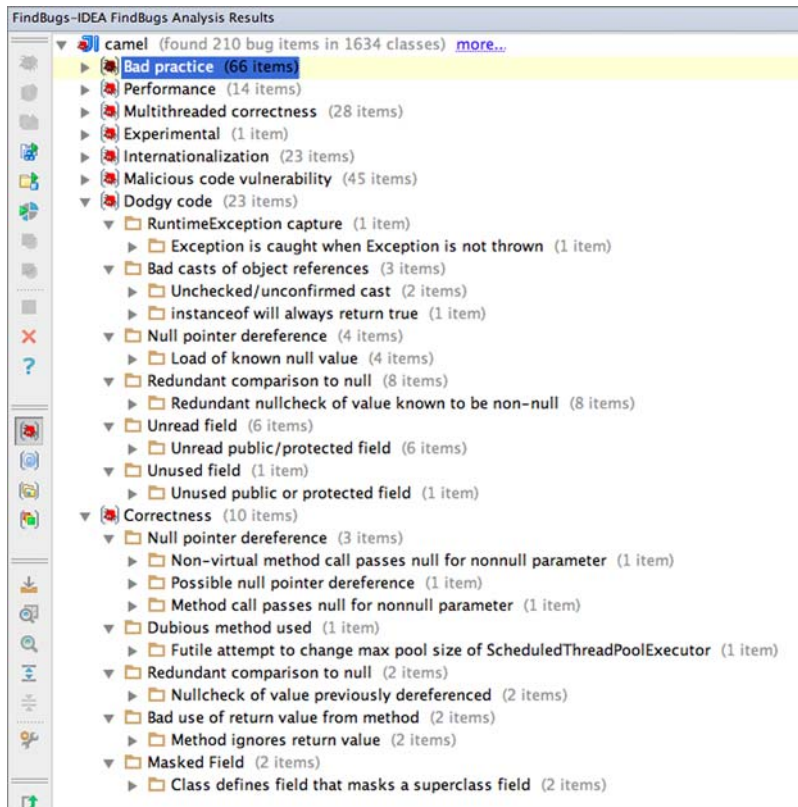 FindBugs-IDEA FindBugs Analysis Results
camel (found 210 bug items in 1634 classes) more...
Bad practice (66 items)
Performance (14 items)
Multithreaded correctness (28 items)
Experimental (1 item)
Internationalization (23 items)
Malicious code vulnerability (45 items)
Dodgy code (23 items)
RuntimeException capture (1 item)
Exception is caught when Exception is not thrown (1 item)
Bad casts of object references (3 items)
Unchecked/unconfirmed cast (2 items)
instanceof will always return true (1 item)
Null pointer dereference (4 items)
Load of known null value (4 items)
Redundant comparison to null (8 items)
Redundant nullcheck of value known to be non-null (8 items)
Unread field (6 items)
Unread public/protected field (6 items)
Unused field (1 item)
Unused public or protected field (1 item)
Correctness (10 items)
Null pointer dereference (3 items)
Non-virtual method call passes null for nonnull parameter (1 item)
Possible null pointer dereference (1 item)
Method call passes null for nonnull parameter (1 item)
Dubious method used (1 item)
Futile attempt to change max pool size of ScheduledThreadPoolExecutor (1 item)
Redundant comparison to null (2 items)
Nullcheck of value previously dereferenced (2 items)
Bad use of return value from method (2 items)
Method ignores return value (2 items)
Masked Field (2 items)
Class defines field that masks a superclass field (2 items)